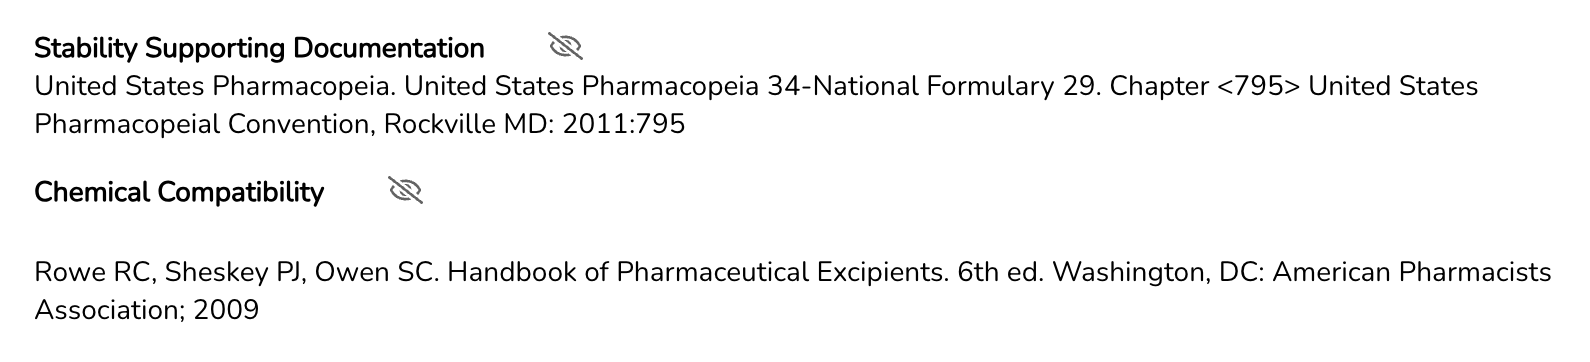 Stability Supporting Documentation
United States Pharmacopeia. United States Pharmacopeia 34-National Formulary 29. Chapter <795> United States
Pharmacopeial Convention, Rockville MD: 2011:795
Chemical Compatibility
Rowe RC, Sheskey PJ, Owen SC. Handbook of Pharmaceutical Excipients. 6th ed. Washington, DC: American Pharmacists
Association; 2009